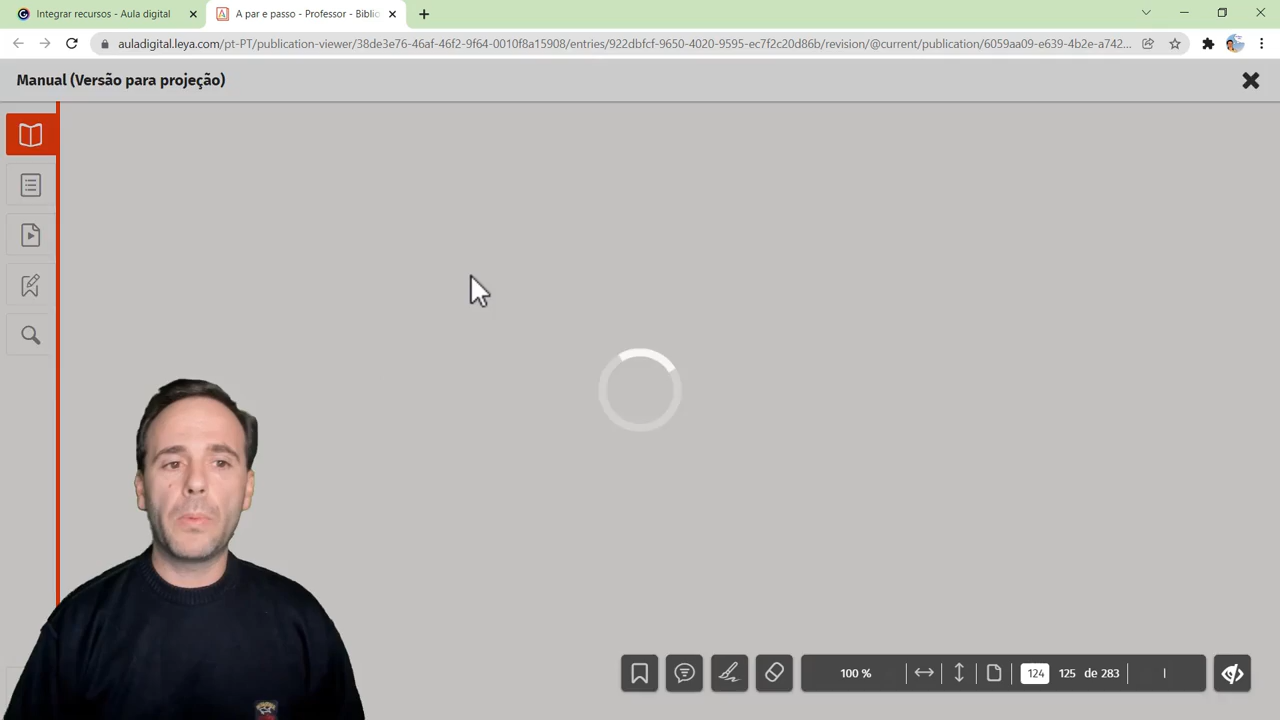 Integrar recursos - Aula digital
A par e passo - Professor - Biblio
auladigital.leya.com/pt-PT/publication-viewer/38de3e76-46af-46f2-9f64-001bfaa15908/entries/922dbfcf-9650-4020-9595-ec7f2c20d86b/revision/@current/publication/6059aa09-e639-4b2e-a742...
Manual (Versão para projeção)
100 %
124
125 de 283